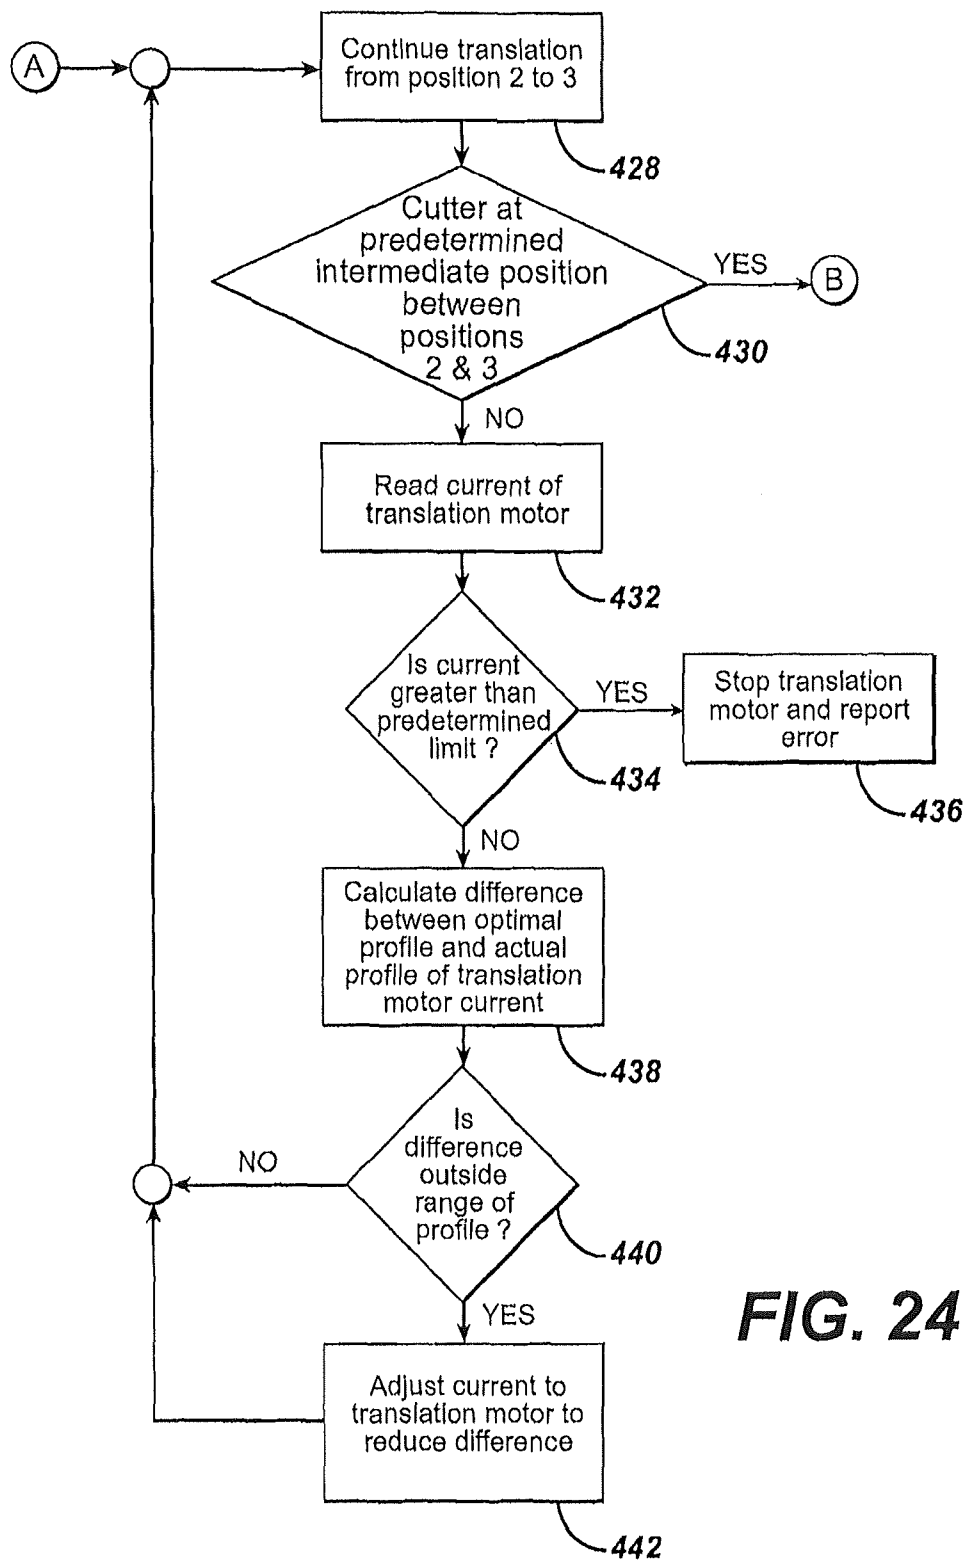 A
Continue translation
from position 2 to 3
428
Cutter at
predetermined
intermediate position
between
positions
2 & 3
YES
B
430
NO
Read current of
translation motor
432
Is current
greater than
predetermined
limit ?
YES
Stop translation
motor and report
error
434
436
NO
Calculate difference
between optimal
profile and actual
profile of translation
motor current
438
Is
difference
outside
range of
profile ?
NO
440
YES
Adjust current to
translation motor to
reduce difference
442
FIG. 24